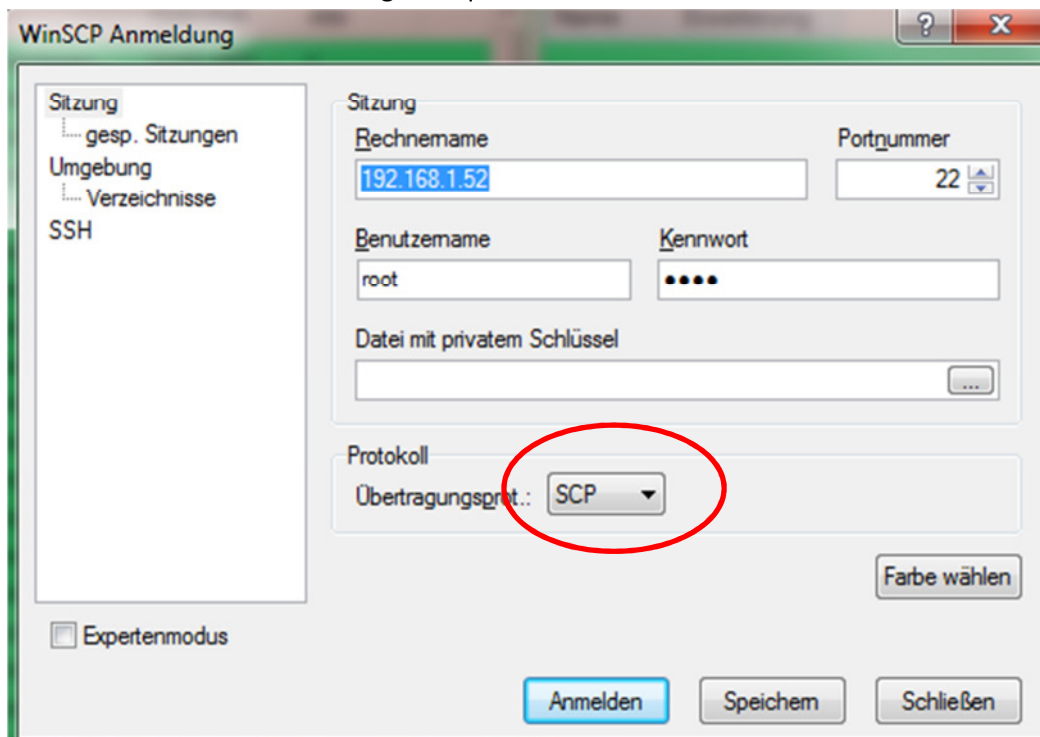 WinSCP Anmeldung
Sitzung
gesp. Sitzungen
Umgebung
Verzeichnisse
SSH
Expertenmodus
Sitzung
Rechnername
Portnummer
192.168.1.52
22
Benutzername
Kennwort
root
••••
Datei mit privatem Schlüssel
...
Protokoll
Übertragungsprot.:
SCP
Farbe wählen
Anmelden
Speichern
Schließen